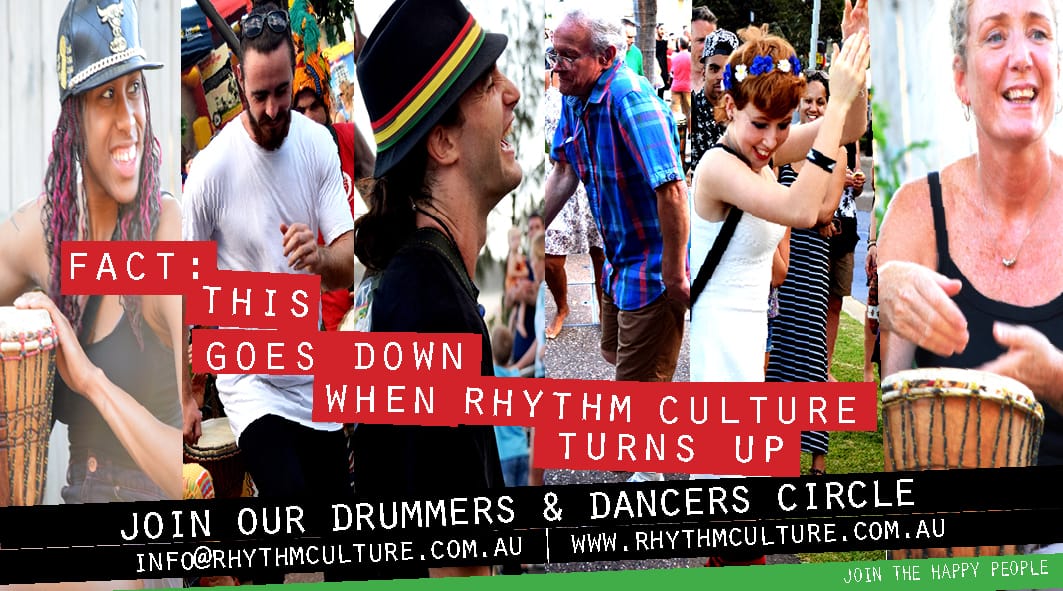 FACT:
THIS
GOES DOWN
WHEN RHYTHM CULTURE
TURNS UP
JOIN OUR DRUMMERS & DANCERS CIRCLE
INFO@RHYTHMCULTURE.COM.AU | WWW.RHYTHMCULTURE.COM.AU
JOIN THE HAPPY PEOPLE